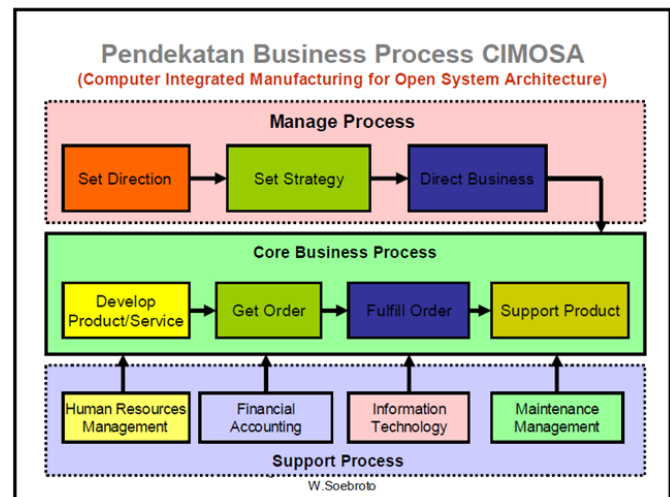 Pendekatan Business Process CIMOSA
(Computer Integrated Manufacturing for Open System Architecture)
Manage Process
Set Direction
Set Strategy
Direct Business
Core Business Process
Develop
Product/Service
Get Order
Fulfill Order
Support Product
Human Resources
Management
Financial
Accounting
Information
Technology
Maintenance
Management
Support Process
W.Soebroto